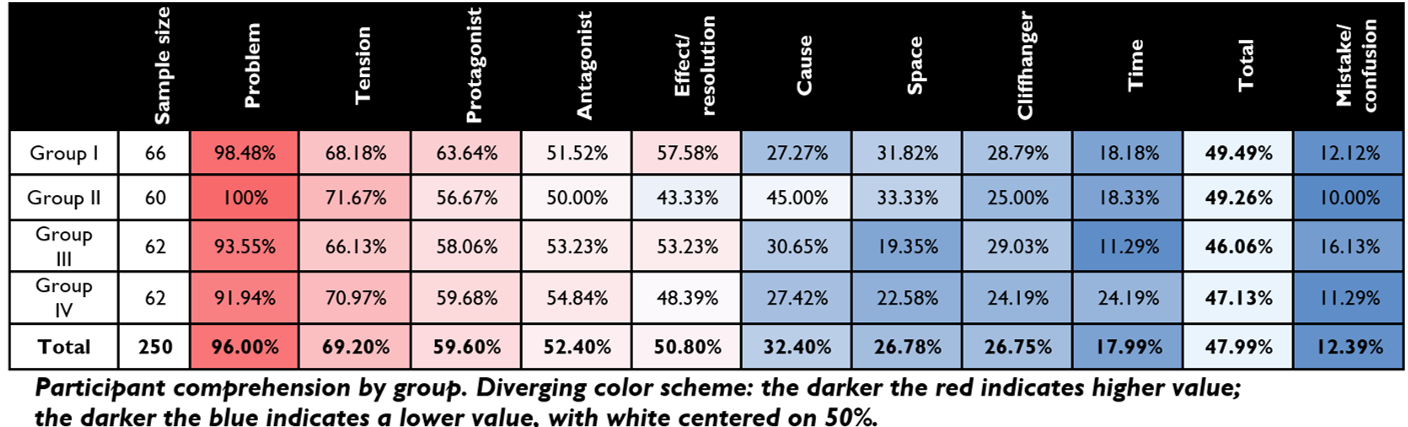 Sample size Problem Tension Protagonist Antagonist Effect/ resolution Cause Space Cliffhanger Time Total Mistake/ confusion
Group I 66 98.48% 68.18% 63.64% 51.52% 57.58% 27.27% 31.82% 28.79% 18.18% 49.49% 12.12%
Group II 60 100% 71.67% 56.67% 50.00% 43.33% 45.00% 33.33% 25.00% 18.33% 49.26% 10.00%
Group III 62 93.55% 66.13% 58.06% 53.23% 53.23% 30.65% 19.35% 29.03% 11.29% 46.06% 16.13%
Group IV 62 91.94% 70.97% 59.68% 54.84% 48.39% 27.42% 22.58% 24.19% 24.19% 47.13% 11.29%
Total 250 96.00% 69.20% 59.60% 52.40% 50.80% 32.40% 26.78% 26.75% 17.99% 47.99% 12.39%
Participant comprehension by group. Diverging color scheme: the darker the red indicates higher value;
the darker the blue indicates a lower value, with white centered on 50%.